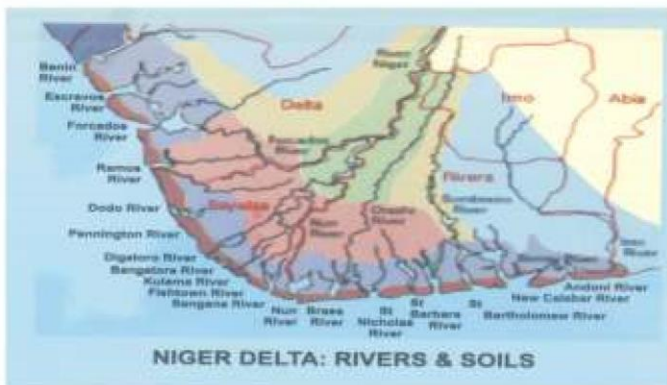 Benin
River
Escravos
River
Forcados
River
Ramos
River
Dodo River
Pennington River
Digatoro River
Bangatora River
Kulama River
Fishtown River
Sangana River
River
Niger
Delta
Forcados
River
Bayelsa
Nun
River
Orashi
River
Imo
Abia
Rivers
Sombreiro
River
Imo
River
Andoni River
New Calabar River
Bartholomew River
Nun
River
Brass
River
St
Nicholas
River
St
Barbara
River
St
NIGER DELTA: RIVERS & SOILS